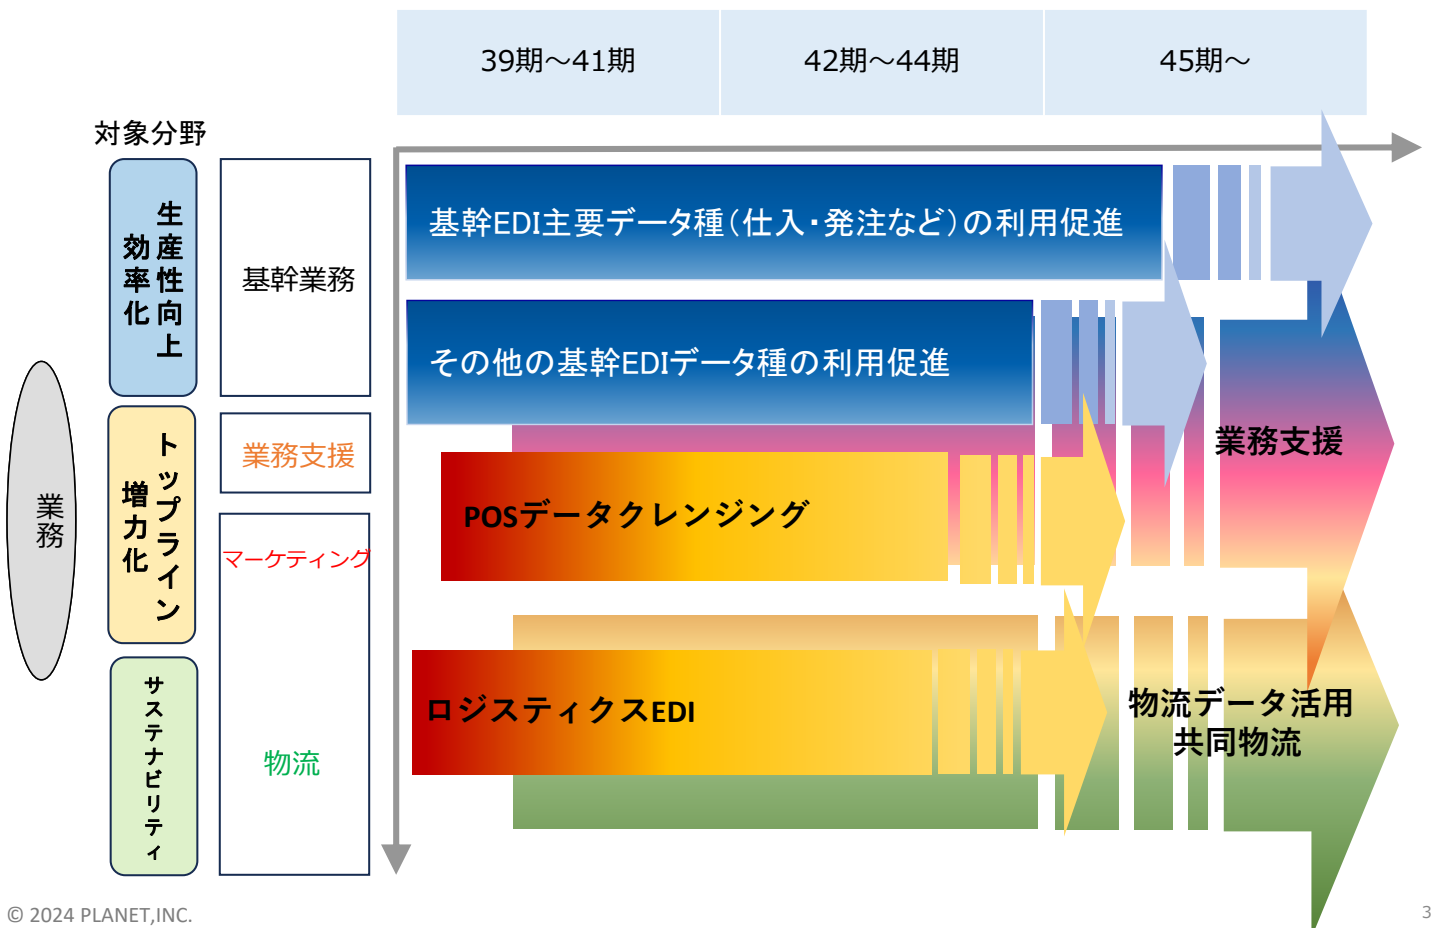 39期～41期
42期～44期
45期～
対象分野
生産性向上
効率化
基幹業務
基幹EDI主要データ種（仕入・発注など）の利用促進
その他の基幹EDIデータ種の利用促進
業務
トップライン
増力化
業務支援
業務支援
マーケティング
POSデータクレンジング
サステナビリティ
物流
ロジスティクスEDI
物流データ活用
共同物流
© 2024 PLANET,INC.
3